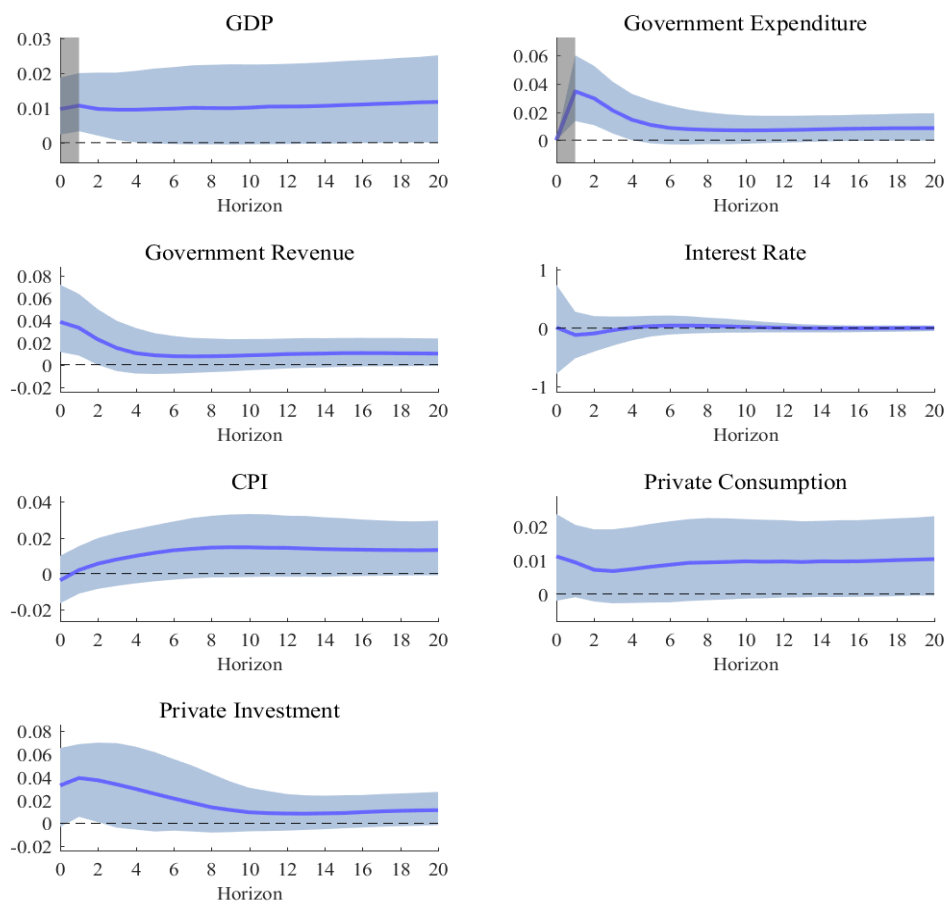 GDP
0.03
0.02
0.01
0
0 2 4 6 8 10 12 14 16 18 20
Horizon
Government Expenditure
0.06
0.04
0.02
0
0 2 4 6 8 10 12 14 16 18 20
Horizon
Government Revenue
0.08
0.06
0.04
0.02
0
-0.02
0 2 4 6 8 10 12 14 16 18 20
Horizon
Interest Rate
1
0
-1
0 2 4 6 8 10 12 14 16 18 20
Horizon
CPI
0.04
0.02
0
-0.02
0 2 4 6 8 10 12 14 16 18 20
Horizon
Private Consumption
0.02
0.01
0
0 2 4 6 8 10 12 14 16 18 20
Horizon
Private Investment
0.08
0.06
0.04
0.02
0
-0.02
0 2 4 6 8 10 12 14 16 18 20
Horizon